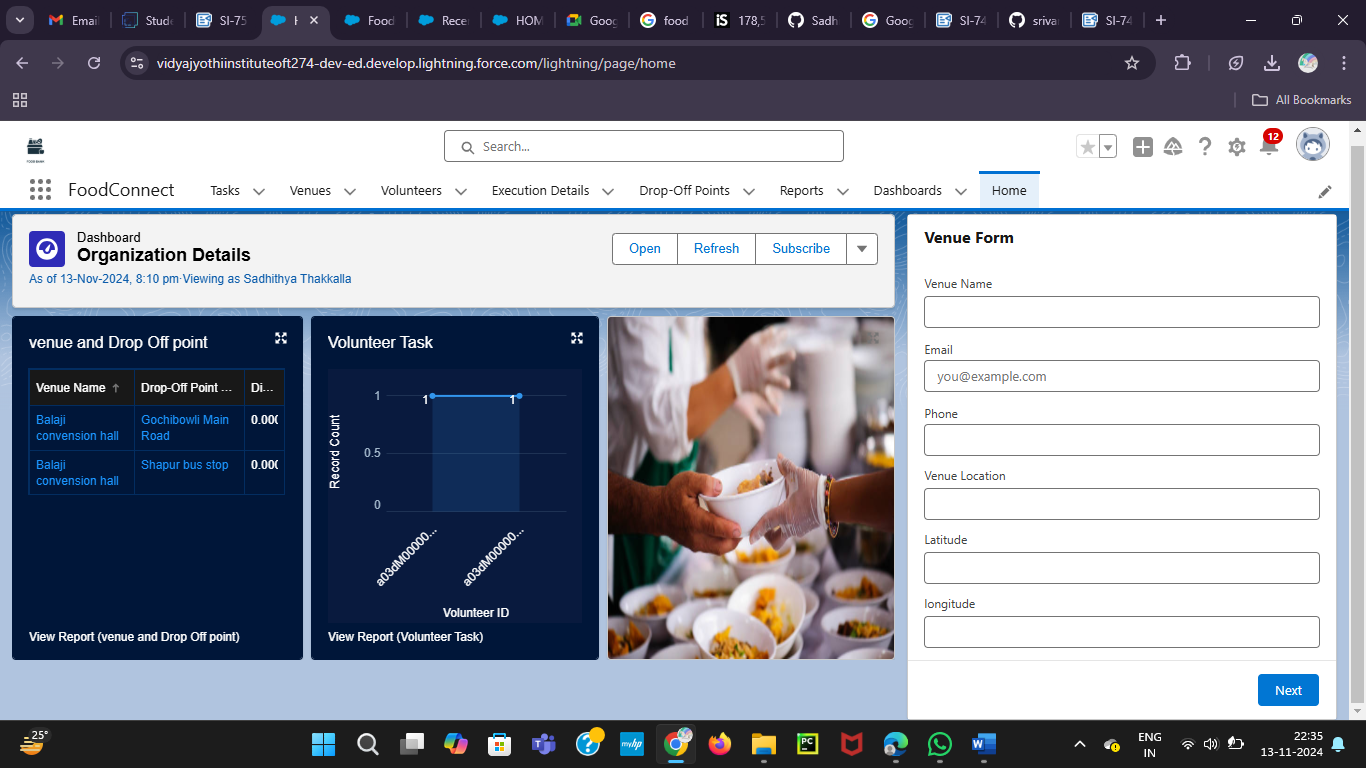 Email
Stude
SI-75
H
Food
Rece
HOM
Goog
food
iS 178,5
Sadh
Goog
SI-74
srivar
SI-74
vidyajyothiinstituteoft274-dev-ed.develop.lightning.force.com/lightning/page/home
All Bookmarks
FOOD BANK
Search...
12
FoodConnect
Tasks
Venues
Volunteers
Execution Details
Drop-Off Points
Reports
Dashboards
Home
Dashboard
Organization Details
As of 13-Nov-2024, 8:10 pm·Viewing as Sadhithya Thakkalla
Open
Refresh
Subscribe
venue and Drop Off point
Venue Name ↑ Drop-Off Point ... Di...
Balaji convension hall
Gochibowli Main Road
0.000
Balaji convension hall
Shapur bus stop
0.000
View Report (venue and Drop Off point)
Volunteer Task
Record Count
1
0.5
0
1
1
a03dM00000...
a03dM00000...
Volunteer ID
View Report (Volunteer Task)
Venue Form
Venue Name
Email
you@example.com
Phone
Venue Location
Latitude
longitude
Next
25°
myhp
PC
W
ENG
IN
22:35
13-11-2024